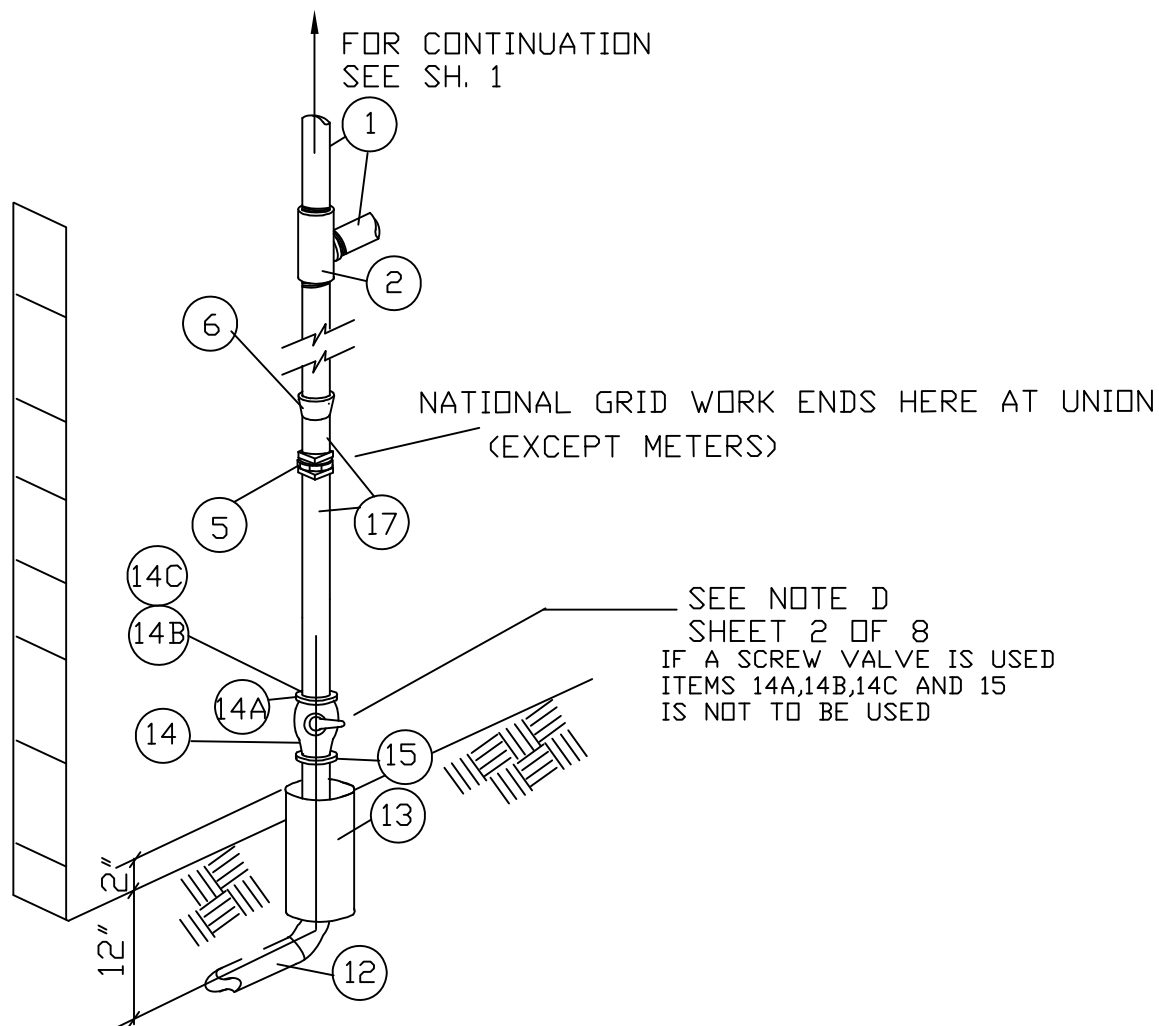 FOR CONTINUATION
SEE SH. 1
1
2
6
NATIONAL GRID WORK ENDS HERE AT UNION
(EXCEPT METERS)
5
17
14C
14B
SEE NOTE D
SHEET 2 OF 8
IF A SCREW VALVE IS USED
ITEMS 14A,14B,14C AND 15
IS NOT TO BE USED
14A
14
15
13
2"
12"
12